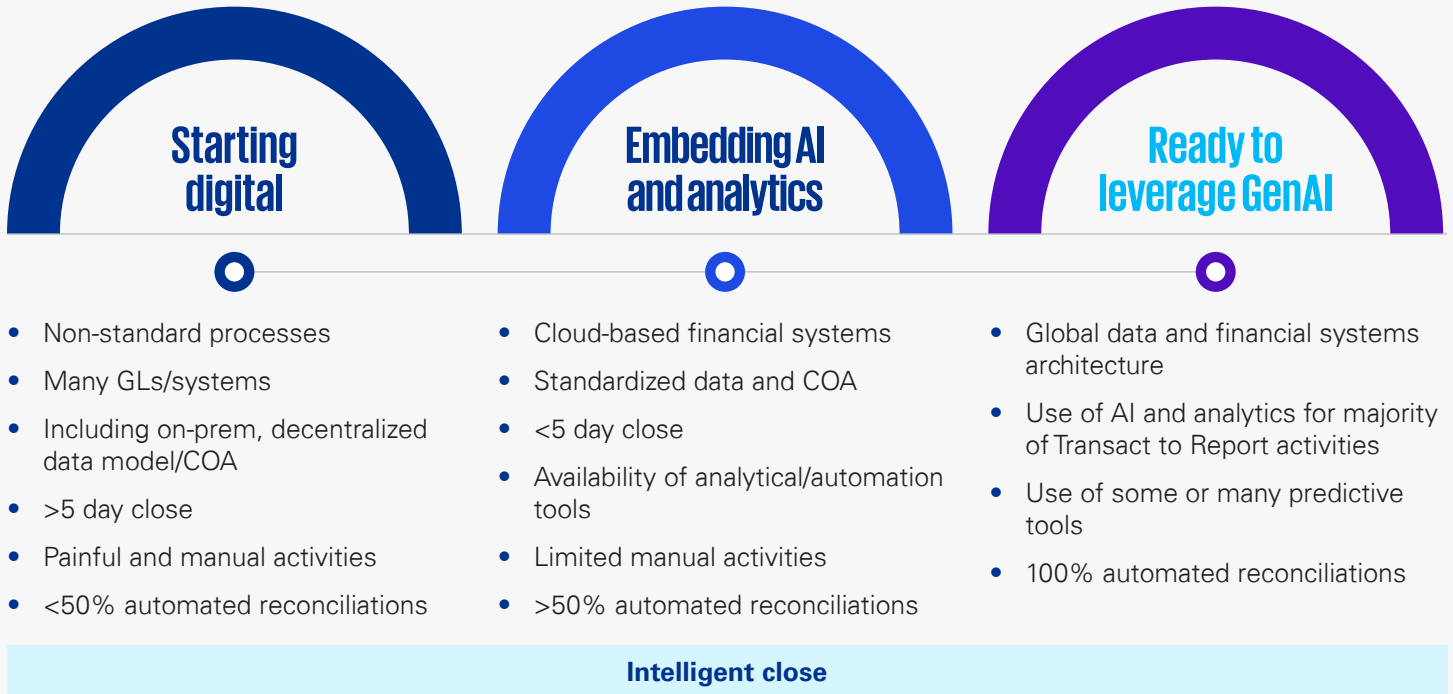 Starting
digital
Embedding AI
and analytics
Ready to
leverage GenAI
• Non-standard processes
• Many GLs/systems
• Including on-prem, decentralized
data model/COA
• >5 day close
• Painful and manual activities
• <50% automated reconciliations
• Cloud-based financial systems
• Standardized data and COA
• <5 day close
• Availability of analytical/automation
tools
• Limited manual activities
• >50% automated reconciliations
• Global data and financial systems
architecture
• Use of AI and analytics for majority
of Transact to Report activities
• Use of some or many predictive
tools
• 100% automated reconciliations
Intelligent close